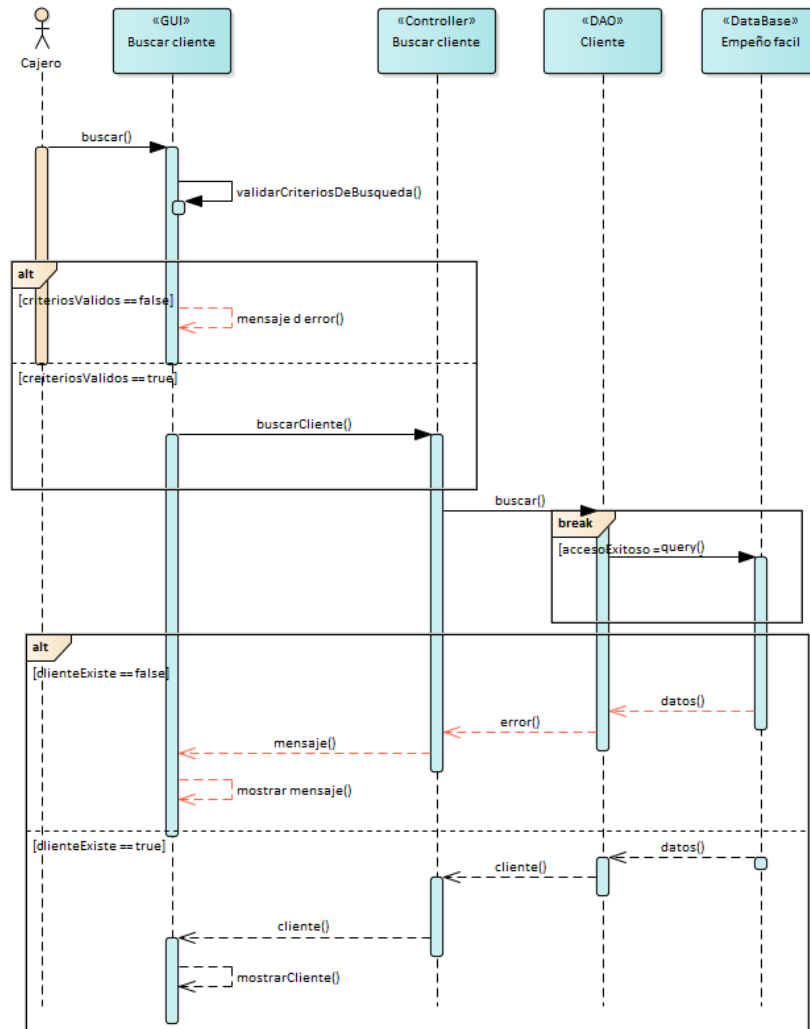 «GUI»
Buscar cliente
«Controller»
Buscar cliente
«DAO»
Cliente
«DataBase»
Empeño facil
Cajero
buscar()
validarCriteriosDeBusqueda()
alt
[criteriosValidos == false]
mensaje d error()
[creiteriosValidos == true]
buscarCliente()
buscar()
break
[accesoExitoso =
query()
alt
[clienteExiste == false]
datos()
error()
mensaje()
mostrar mensaje()
[clienteExiste == true]
datos()
cliente()
cliente()
mostrarCliente()